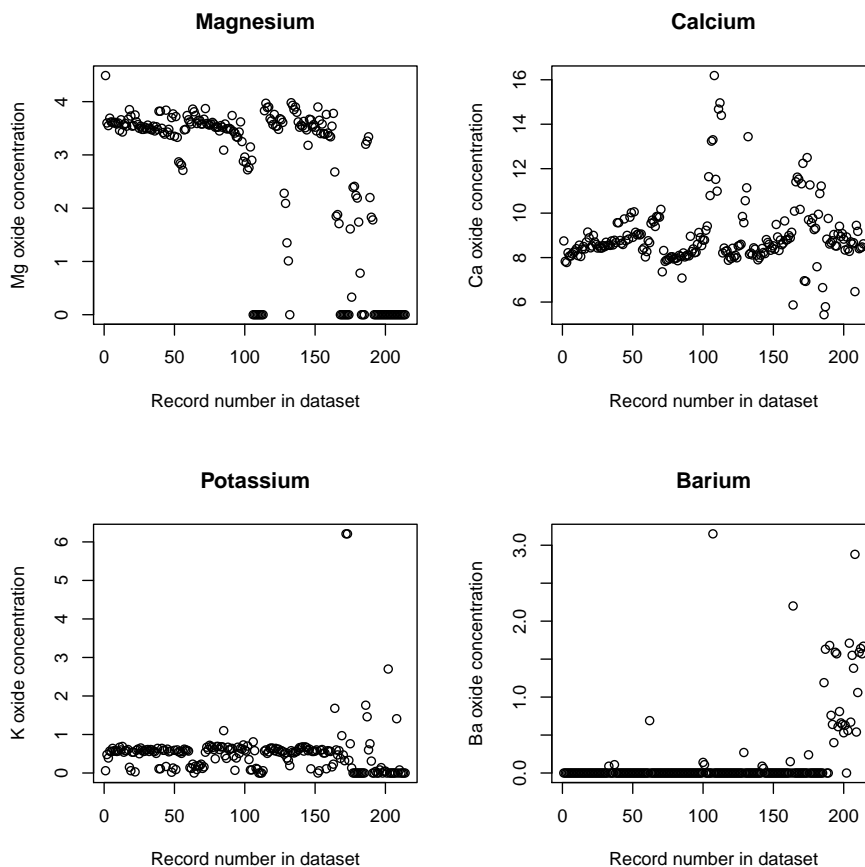 Magnesium
Mg oxide concentration
4
3
2
1
0
0 50 100 150 200
Record number in dataset
Calcium
Ca oxide concentration
16
14
12
10
8
6
0 50 100 150 200
Record number in dataset
Potassium
K oxide concentration
6
5
4
3
2
1
0
0 50 100 150 200
Record number in dataset
Barium
Ba oxide concentration
3.0
2.0
1.0
0.0
0 50 100 150 200
Record number in dataset